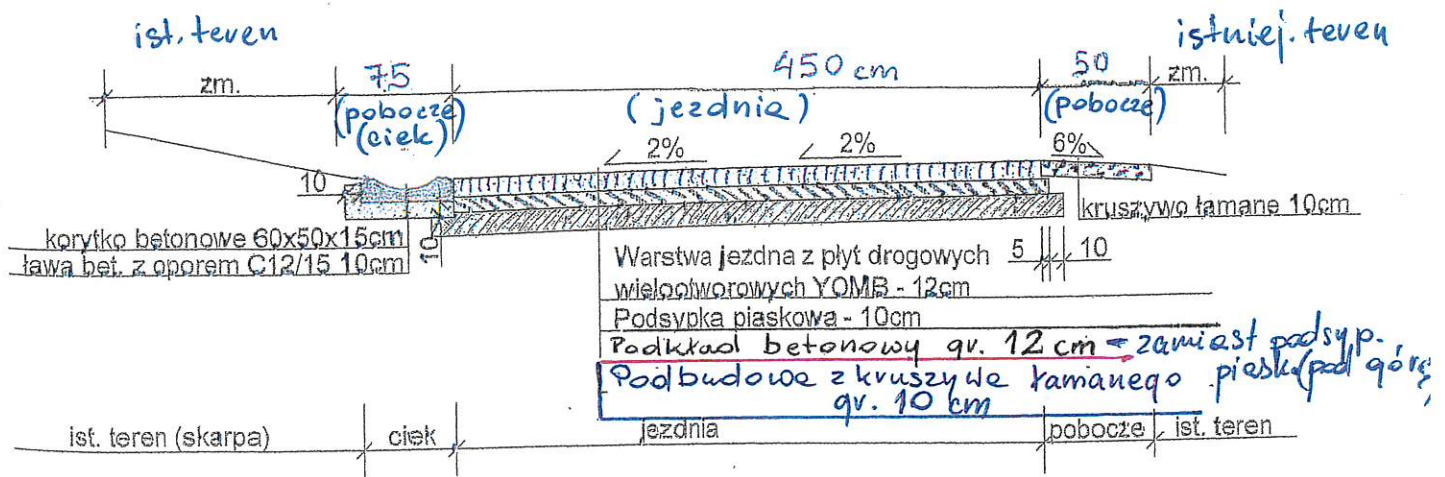 ist. teren
istniej. teren
zm.
75
450 cm
50
zm.
(pobocze)
(ciek)
(jezdnia)
(pobocze)
2%
2%
6%
10
korytko betonowe 60x50x15cm
ława bet. z oporem C12/15 10cm
10
kruszywo łamane 10cm
Warstwa jezdna z płyt drogowych
wielootworowych YOMB - 12cm
5
10
Podsypka piaskowa - 10cm
Podkład betonowy gr. 12 cm - zamiast podsyp.
piask. (pod górę)
Podbudowa z kruszywa łamanego
gr. 10 cm
ist. teren (skarpa)
ciek
jezdnia
pobocze
ist. teren